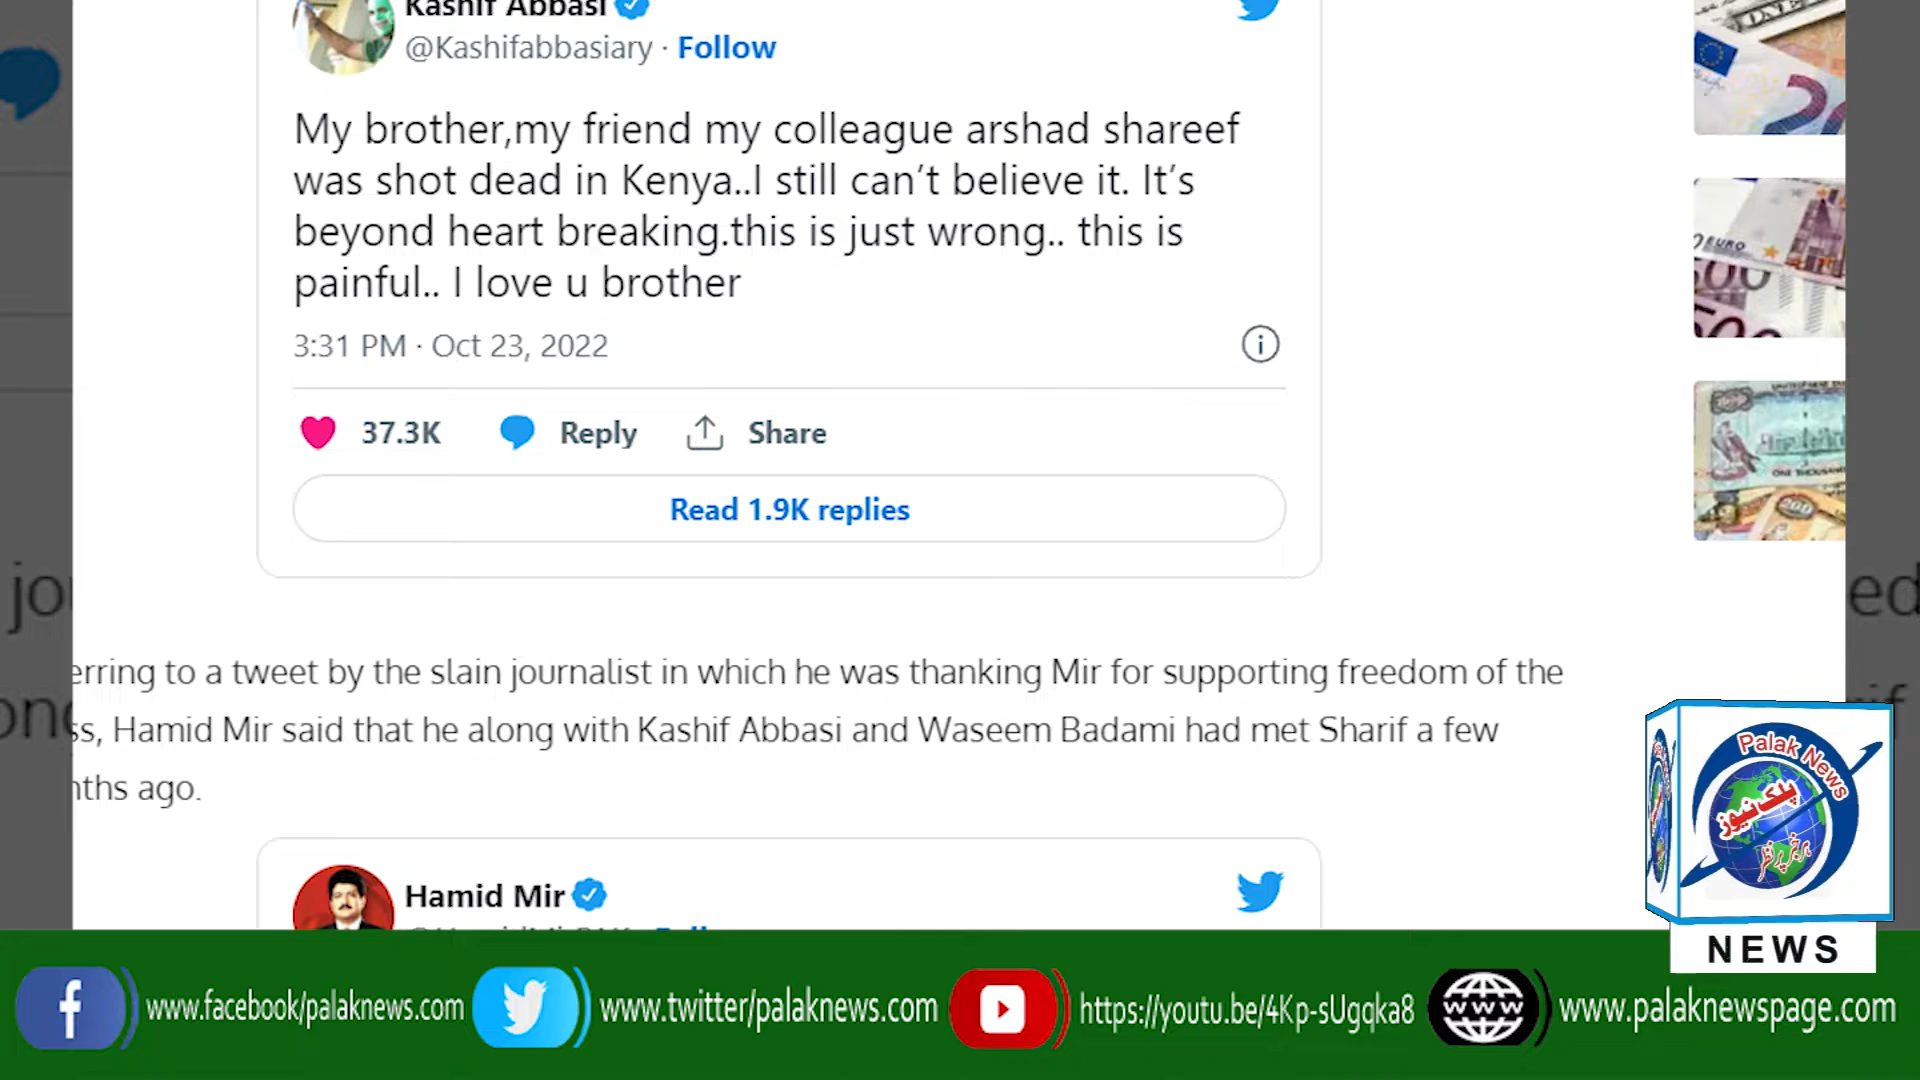 Kashif Abbasi
@Kashifabbasiary · Follow
My brother,my friend my colleague arshad shareef
was shot dead in Kenya..I still can’t believe it. It’s
beyond heart breaking.this is just wrong.. this is
painful.. I love u brother
3:31 PM · Oct 23, 2022
37.3K Reply Share
Read 1.9K replies
erring to a tweet by the slain journalist in which he was thanking Mir for supporting freedom of the
ss, Hamid Mir said that he along with Kashif Abbasi and Waseem Badami had met Sharif a few
nths ago.
Hamid Mir
Palak News
پلک نیوز
ہر خبر پر نظر
NEWS
www.facebook/palaknews.com
www.twitter/palaknews.com
https://youtu.be/4Kp-sUgqka8
www
www.palaknewspage.com